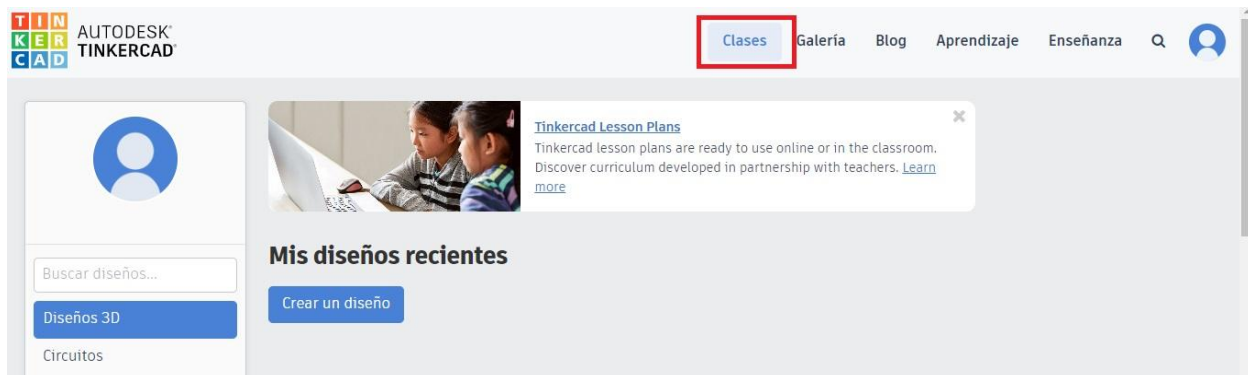 TIN
KER
CAD
AUTODESK®
TINKERCAD®
Clases Galería Blog Aprendizaje Enseñanza
Tinkercad Lesson Plans
Tinkercad lesson plans are ready to use online or in the classroom.
Discover curriculum developed in partnership with teachers. Learn
more
Mis diseños recientes
Crear un diseño
Buscar diseños...
Diseños 3D
Circuitos